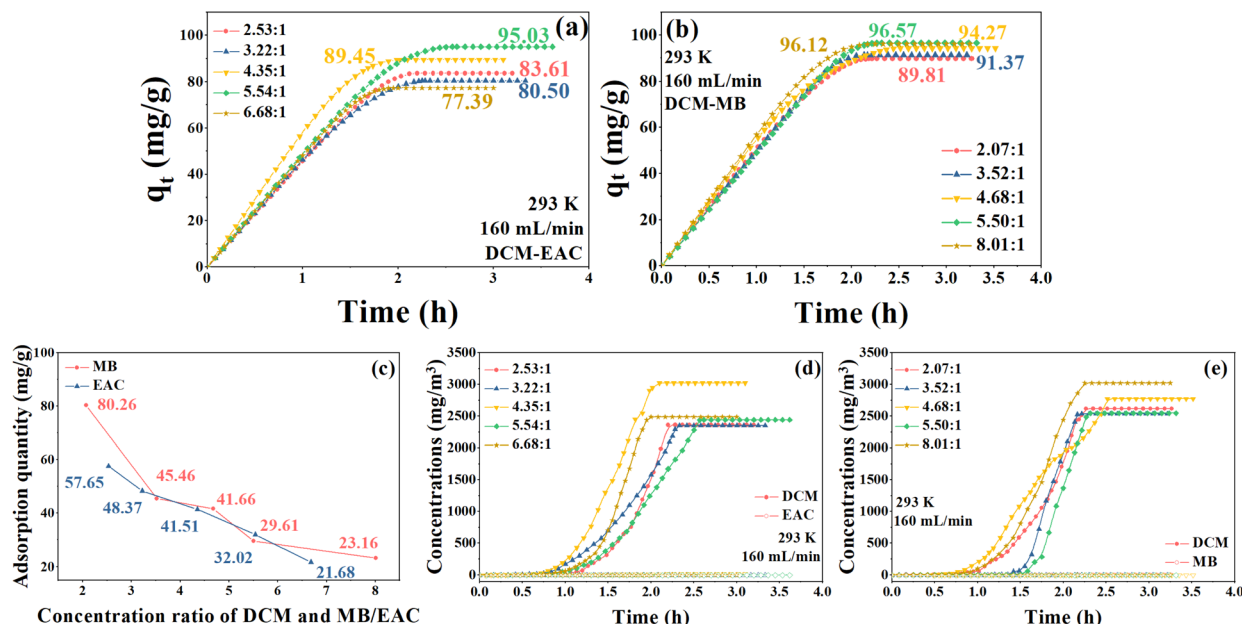 (a)
2.53:1
3.22:1
4.35:1
5.54:1
6.68:1
89.45
95.03
83.61
80.50
77.39
293 K
160 mL/min
DCM-EAC
qt (mg/g)
100
80
60
40
20
0
0 1 2 3 4
Time (h)
(b)
293 K
160 mL/min
DCM-MB
96.12
96.57
94.27
91.37
89.81
2.07:1
3.52:1
4.68:1
5.50:1
8.01:1
qt (mg/g)
100
80
60
40
20
0
0.0 0.5 1.0 1.5 2.0 2.5 3.0 3.5 4.0
Time (h)
(c)
MB
EAC
80.26
57.65
48.37
45.46
41.51
41.66
32.02
29.61
21.68
23.16
Adsorption quantity (mg/g)
100
80
60
40
20
2 3 4 5 6 7 8
Concentration ratio of DCM and MB/EAC
(d)
2.53:1
3.22:1
4.35:1
5.54:1
6.68:1
DCM
EAC
293 K
160 mL/min
Concentrations (mg/m³)
3500
3000
2500
2000
1500
1000
500
0
0.0 0.5 1.0 1.5 2.0 2.5 3.0 3.5 4.0
Time (h)
(e)
2.07:1
3.52:1
4.68:1
5.50:1
8.01:1
293 K
160 mL/min
DCM
MB
Concentrations (mg/m³)
3500
3000
2500
2000
1500
1000
500
0
0.0 0.5 1.0 1.5 2.0 2.5 3.0 3.5 4.0
Time (h)